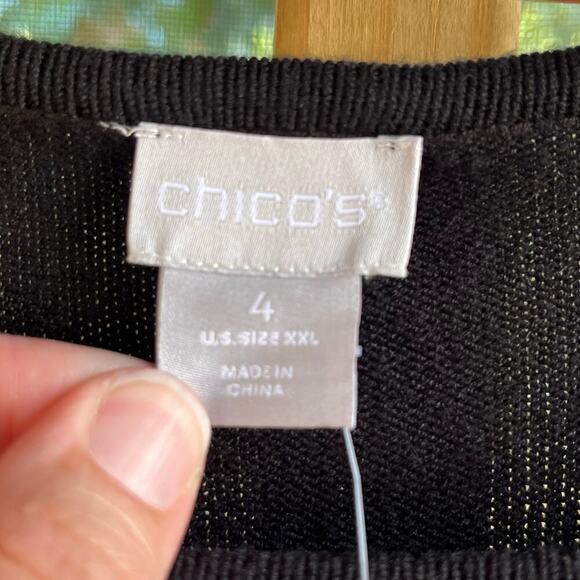 chico's®
4
U.S. SIZE XXL
MADE IN
CHINA